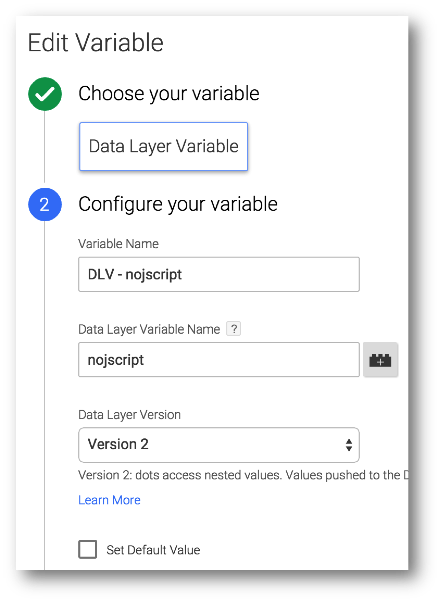 Edit Variable
Choose your variable
Data Layer Variable
2
Configure your variable
Variable Name
DLV - nojscript
Data Layer Variable Name ?
nojscript
Data Layer Version
Version 2
Version 2: dots access nested values. Values pushed to the D
Learn More
Set Default Value